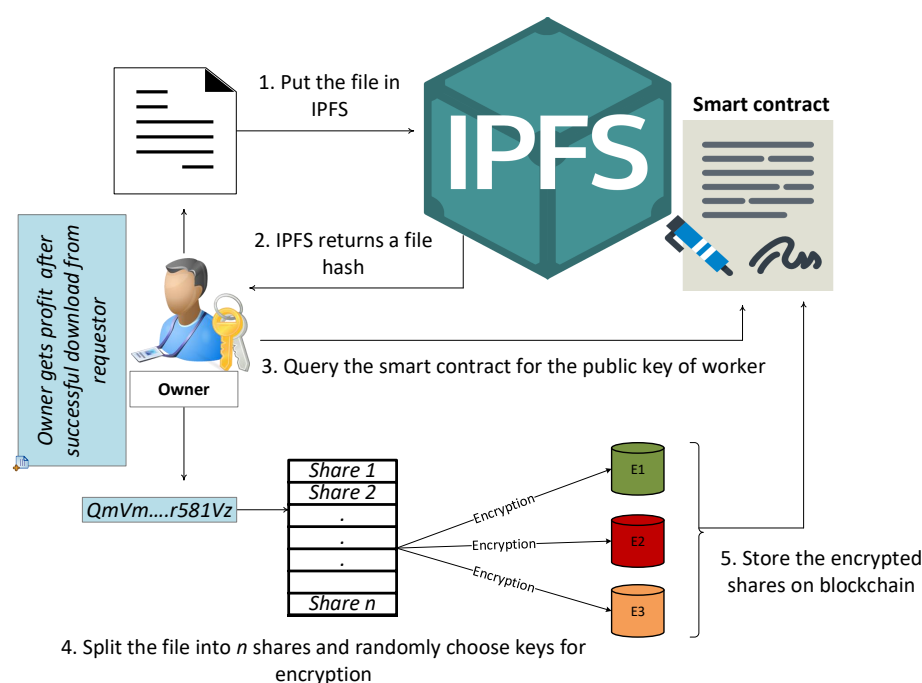 1. Put the file in
IPFS
IPFS
Smart contract
2. IPFS returns a file
hash
Owner gets profit after
successful download from
requestor
Owner
3. Query the smart contract for the public key of worker
QmVm....r581Vz
Share 1
Share 2
.
.
.
Share n
Encryption
Encryption
Encryption
E1
E2
E3
5. Store the encrypted
shares on blockchain
4. Split the file into n shares and randomly choose keys for
encryption